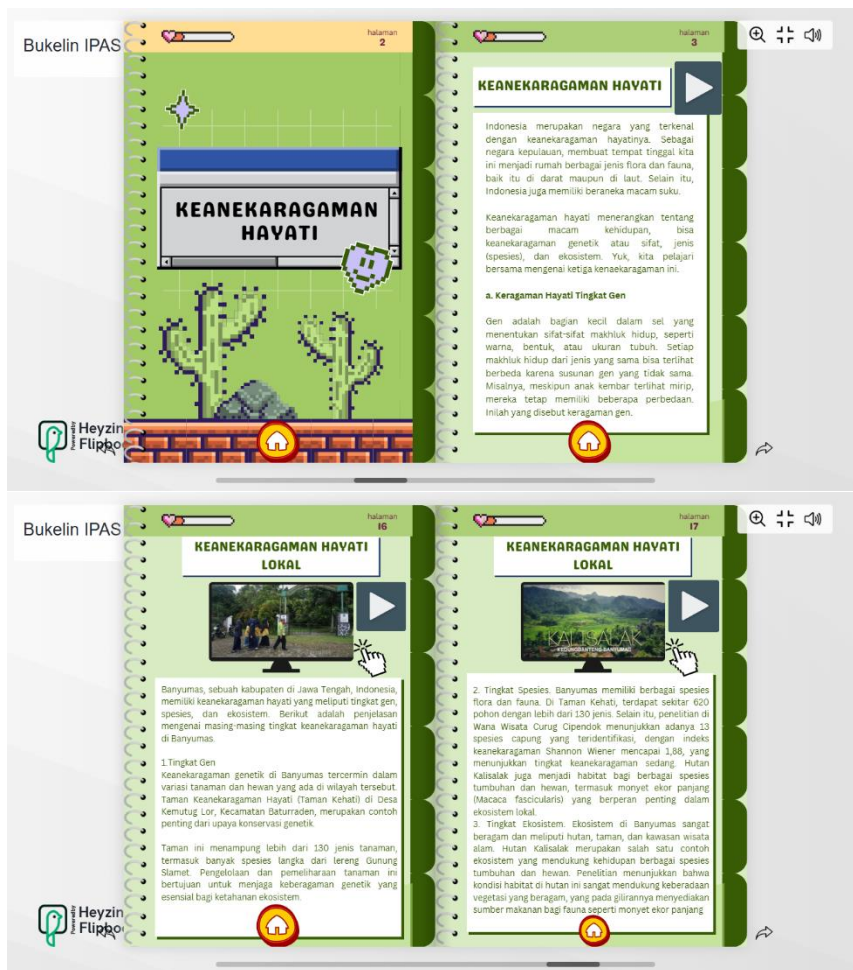 Bukelin IPAS
halaman
2
KEANEKARAGAMAN
HAYATI
Powered by
Heyzin
Flipboo
halaman
3
KEANEKARAGAMAN HAYATI
Indonesia merupakan negara yang terkenal
dengan keanekaragaman hayatinya. Sebagai
negara kepulauan, membuat tempat tinggal kita
ini menjadi rumah berbagai jenis flora dan fauna,
baik itu di darat maupun di laut. Selain itu,
Indonesia juga memiliki beraneka macam suku.
Keanekaragaman hayati menerangkan tentang
berbagai macam kehidupan, bisa
keanekaragaman genetik atau sifat, jenis
(spesies), dan ekosistem. Yuk, kita pelajari
bersama mengenai ketiga kenaekaragaman ini.
a. Keragaman Hayati Tingkat Gen
Gen adalah bagian kecil dalam sel yang
menentukan sifat-sifat makhluk hidup, seperti
warna, bentuk, atau ukuran tubuh. Setiap
makhluk hidup dari jenis yang sama bisa terlihat
berbeda karena susunan gen yang tidak sama.
Misalnya, meskipun anak kembar terlihat mirip,
mereka tetap memiliki beberapa perbedaan.
Inilah yang disebut keragaman gen.
Bukelin IPAS
halaman
16
KEANEKARAGAMAN HAYATI
LOKAL
Banyumas, sebuah kabupaten di Jawa Tengah, Indonesia,
memiliki keanekaragaman hayati yang meliputi tingkat gen,
spesies, dan ekosistem. Berikut adalah penjelasan
mengenai masing-masing tingkat keanekaragaman hayati
di Banyumas.
1.Tingkat Gen
Keanekaragaman genetik di Banyumas tercermin dalam
variasi tanaman dan hewan yang ada di wilayah tersebut.
Taman Keanekaragaman Hayati (Taman Kehati) di Desa
Kemutug Lor, Kecamatan Baturraden, merupakan contoh
penting dari upaya konservasi genetik.
Taman ini menampung lebih dari 130 jenis tanaman,
termasuk banyak spesies langka dari lereng Gunung
Slamet. Pengelolaan dan pemeliharaan tanaman ini
bertujuan untuk menjaga keberagaman genetik yang
esensial bagi ketahanan ekosistem.
Powered by
Heyzin
Flipboo
halaman
17
KEANEKARAGAMAN HAYATI
LOKAL
KALISALAK
KEDUNGBANTENG BANYUMAS
2. Tingkat Spesies. Banyumas memiliki berbagai spesies
flora dan fauna. Di Taman Kehati, terdapat sekitar 620
pohon dengan lebih dari 130 jenis. Selain itu, penelitian di
Wana Wisata Curug Cipendok menunjukkan adanya 13
spesies capung yang teridentifikasi, dengan indeks
keanekaragaman Shannon Wiener mencapai 1,88, yang
menunjukkan tingkat keanekaragaman sedang. Hutan
Kalisalak juga menjadi habitat bagi berbagai spesies
tumbuhan dan hewan, termasuk monyet ekor panjang
(Macaca fascicularis) yang berperan penting dalam
ekosistem lokal.
3. Tingkat Ekosistem. Ekosistem di Banyumas sangat
beragam dan meliputi hutan, taman, dan kawasan wisata
alam. Hutan Kalisalak merupakan salah satu contoh
ekosistem yang mendukung kehidupan berbagai spesies
tumbuhan dan hewan. Penelitian menunjukkan bahwa
kondisi habitat di hutan ini sangat mendukung keberadaan
vegetasi yang beragam, yang pada gilirannya menyediakan
sumber makanan bagi fauna seperti monyet ekor panjang